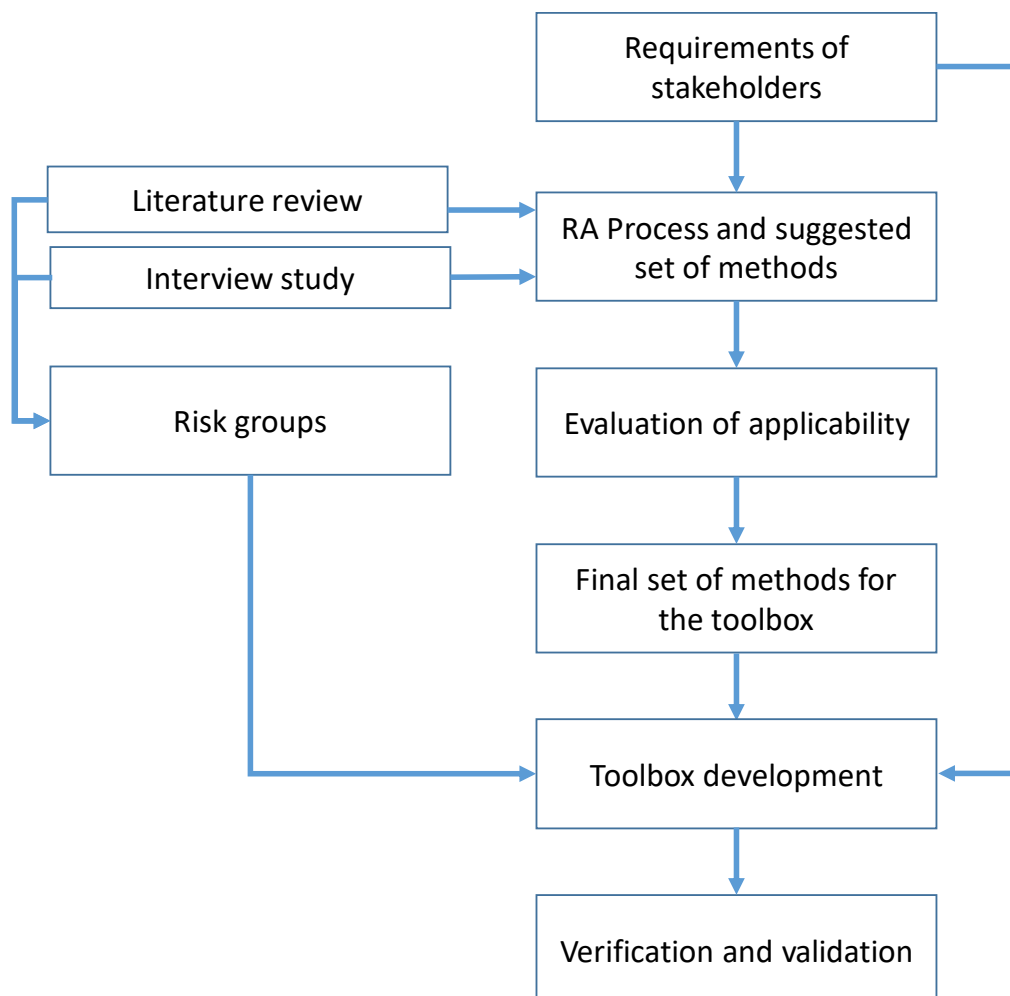 Requirements of
stakeholders
Literature review
RA Process and suggested
set of methods
Interview study
Risk groups
Evaluation of applicability
Final set of methods for
the toolbox
Toolbox development
Verification and validation